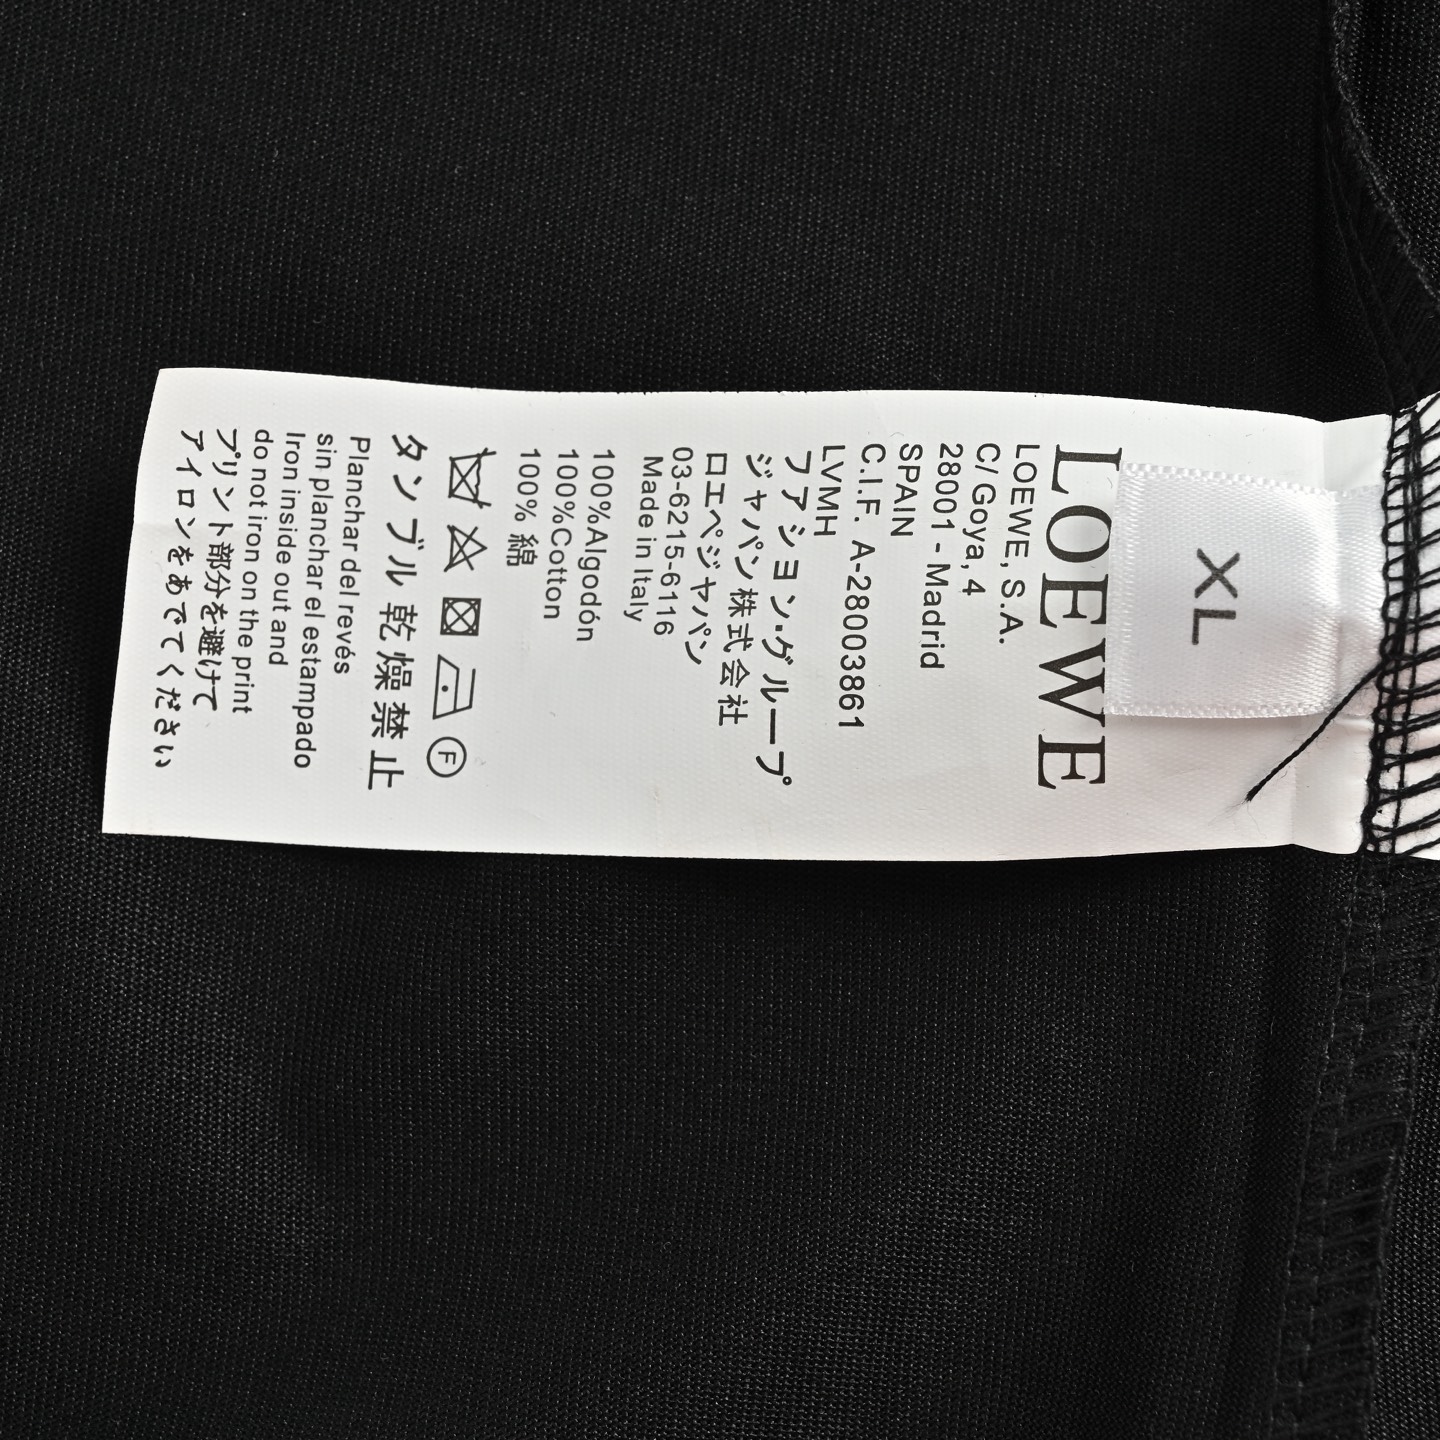 XL
LOEWE
LOEWE, S.A.
C/ Goya, 4
28001 - Madrid
SPAIN
C.I.F. A-28003861
LVMH
ファション·グループ
ジャパン株式会社
ロエペジャパン
03-6215-6116
Made in Italy
100%Algodón
100%Cotton
100% 綿
F
タンブル 乾燥禁止
Planchar del revés
sin planchar el estampado
Iron inside out and
do not iron on the print
プリント部分を避けて
アイロンをあでてください